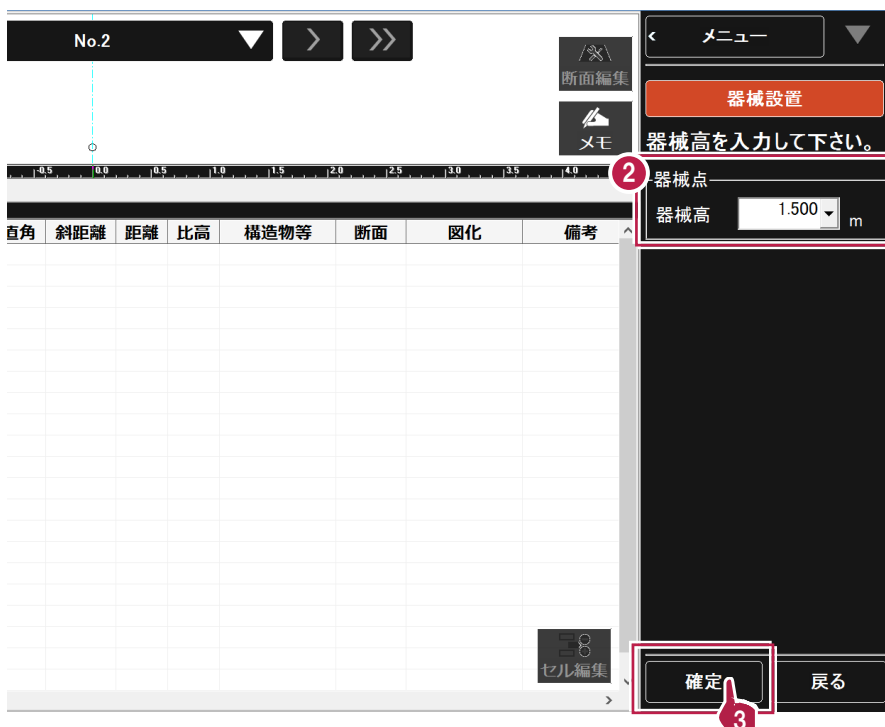 No.2
断面編集
メモ
-0.5 0.0 0.5 1.0 1.5 2.0 2.5 3.0 3.5 4.0
直角 斜距離 距離 比高 構造物等 断面 図化 備考
セル編集
メニュー
器械設置
器械高を入力して下さい。
2
器械点
器械高 1.500 m
確定 戻る
3